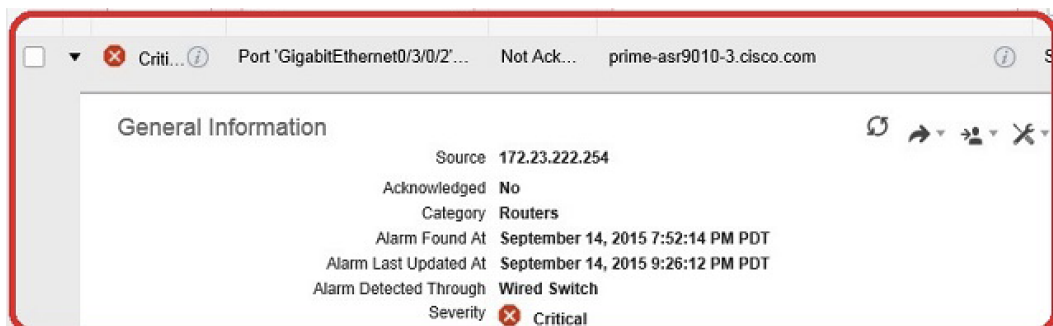 Criti... Port 'GigabitEthernet0/3/0/2'... Not Ack... prime-asr9010-3.cisco.com
General Information
Source 172.23.222.254
Acknowledged No
Category Routers
Alarm Found At September 14, 2015 7:52:14 PM PDT
Alarm Last Updated At September 14, 2015 9:26:12 PM PDT
Alarm Detected Through Wired Switch
Severity Critical